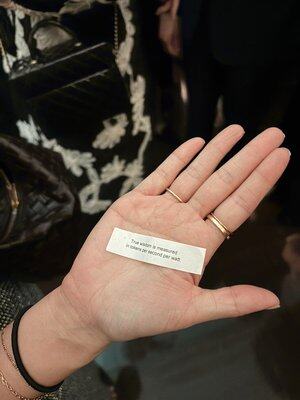 True wisdom is measured
in tokens per second per watt.